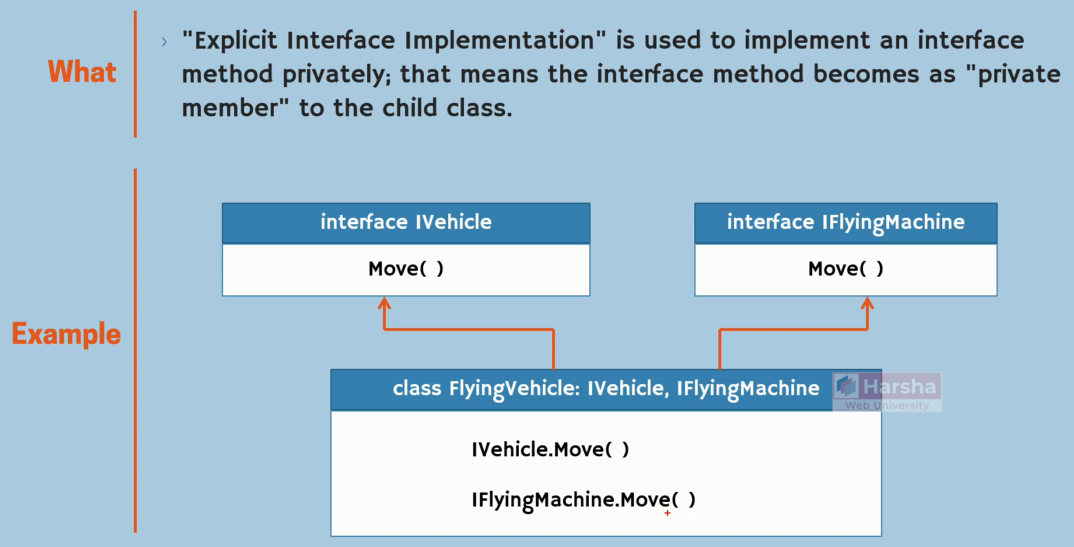 What
› "Explicit Interface Implementation" is used to implement an interface
method privately; that means the interface method becomes as "private
member" to the child class.
Example
interface IVehicle
Move( )
interface IFlyingMachine
Move( )
class FlyingVehicle: IVehicle, IFlyingMachine
Harsha
Web University
IVehicle.Move( )
IFlyingMachine.Move( )